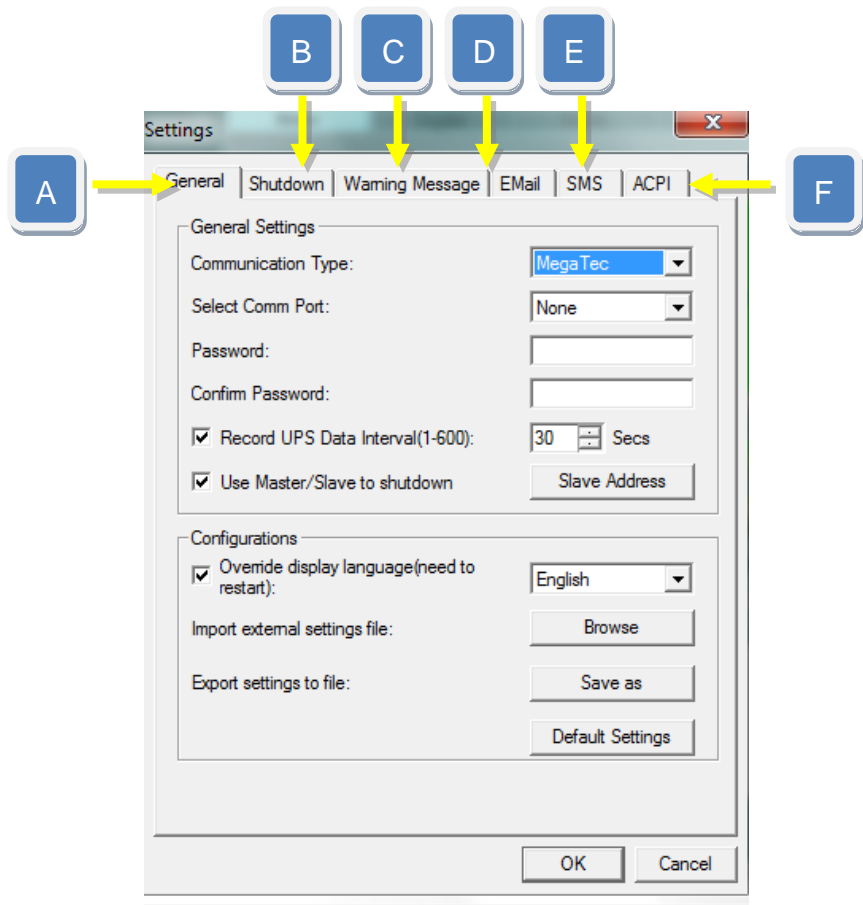 B C D E
Settings
A
General Shutdown Warning Message EMail SMS ACPI
F
General Settings
Communication Type: MegaTec
Select Comm Port: None
Password:
Confirm Password:
Record UPS Data Interval(1-600): 30 Secs
Use Master/Slave to shutdown Slave Address
Configurations
Override display language(need to
restart): English
Import external settings file: Browse
Export settings to file: Save as
Default Settings
OK Cancel